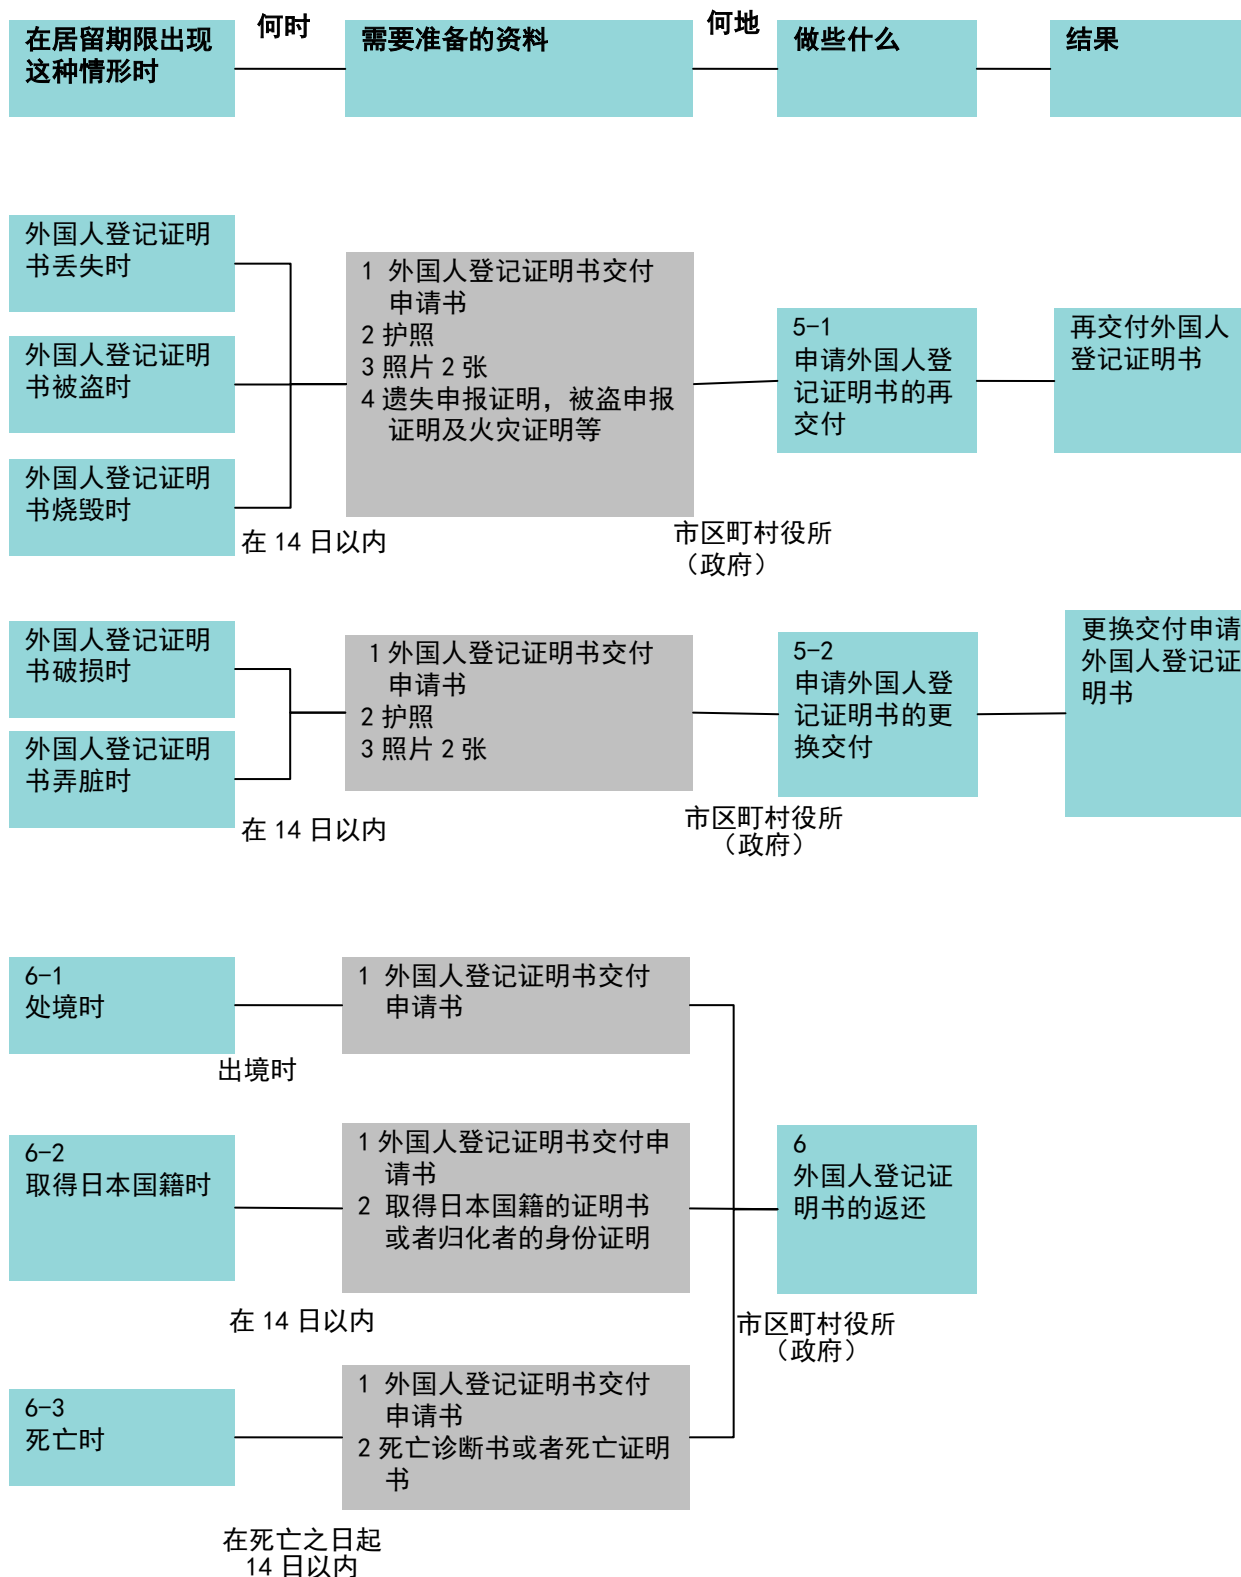 在居留期限出现
这种情形时
何时
需要准备的资料
何地
做些什么
结果
外国人登记证明
书丢失时
外国人登记证明
书被盗时
外国人登记证明
书烧毁时
在 14 日以内
1 外国人登记证明书交付
申请书
2 护照
3 照片 2 张
4 遗失申报证明，被盗申报
证明及火灾证明等
市区町村役所
（政府）
5-1
申请外国人登
记证明书的再
交付
再交付外国人
登记证明书
外国人登记证明
书破损时
外国人登记证明
书弄脏时
在 14 日以内
1 外国人登记证明书交付
申请书
2 护照
3 照片 2 张
市区町村役所
（政府）
5-2
申请外国人登
记证明书的更
换交付
更换交付申请
外国人登记证
明书
6-1
处境时
出境时
1 外国人登记证明书交付
申请书
6-2
取得日本国籍时
在 14 日以内
1 外国人登记证明书交付申
请书
2 取得日本国籍的证明书
或者归化者的身份证明
6
外国人登记证
明书的返还
市区町村役所
（政府）
6-3
死亡时
在死亡之日起
14 日以内
1 外国人登记证明书交付
申请书
2 死亡诊断书或者死亡证明
书